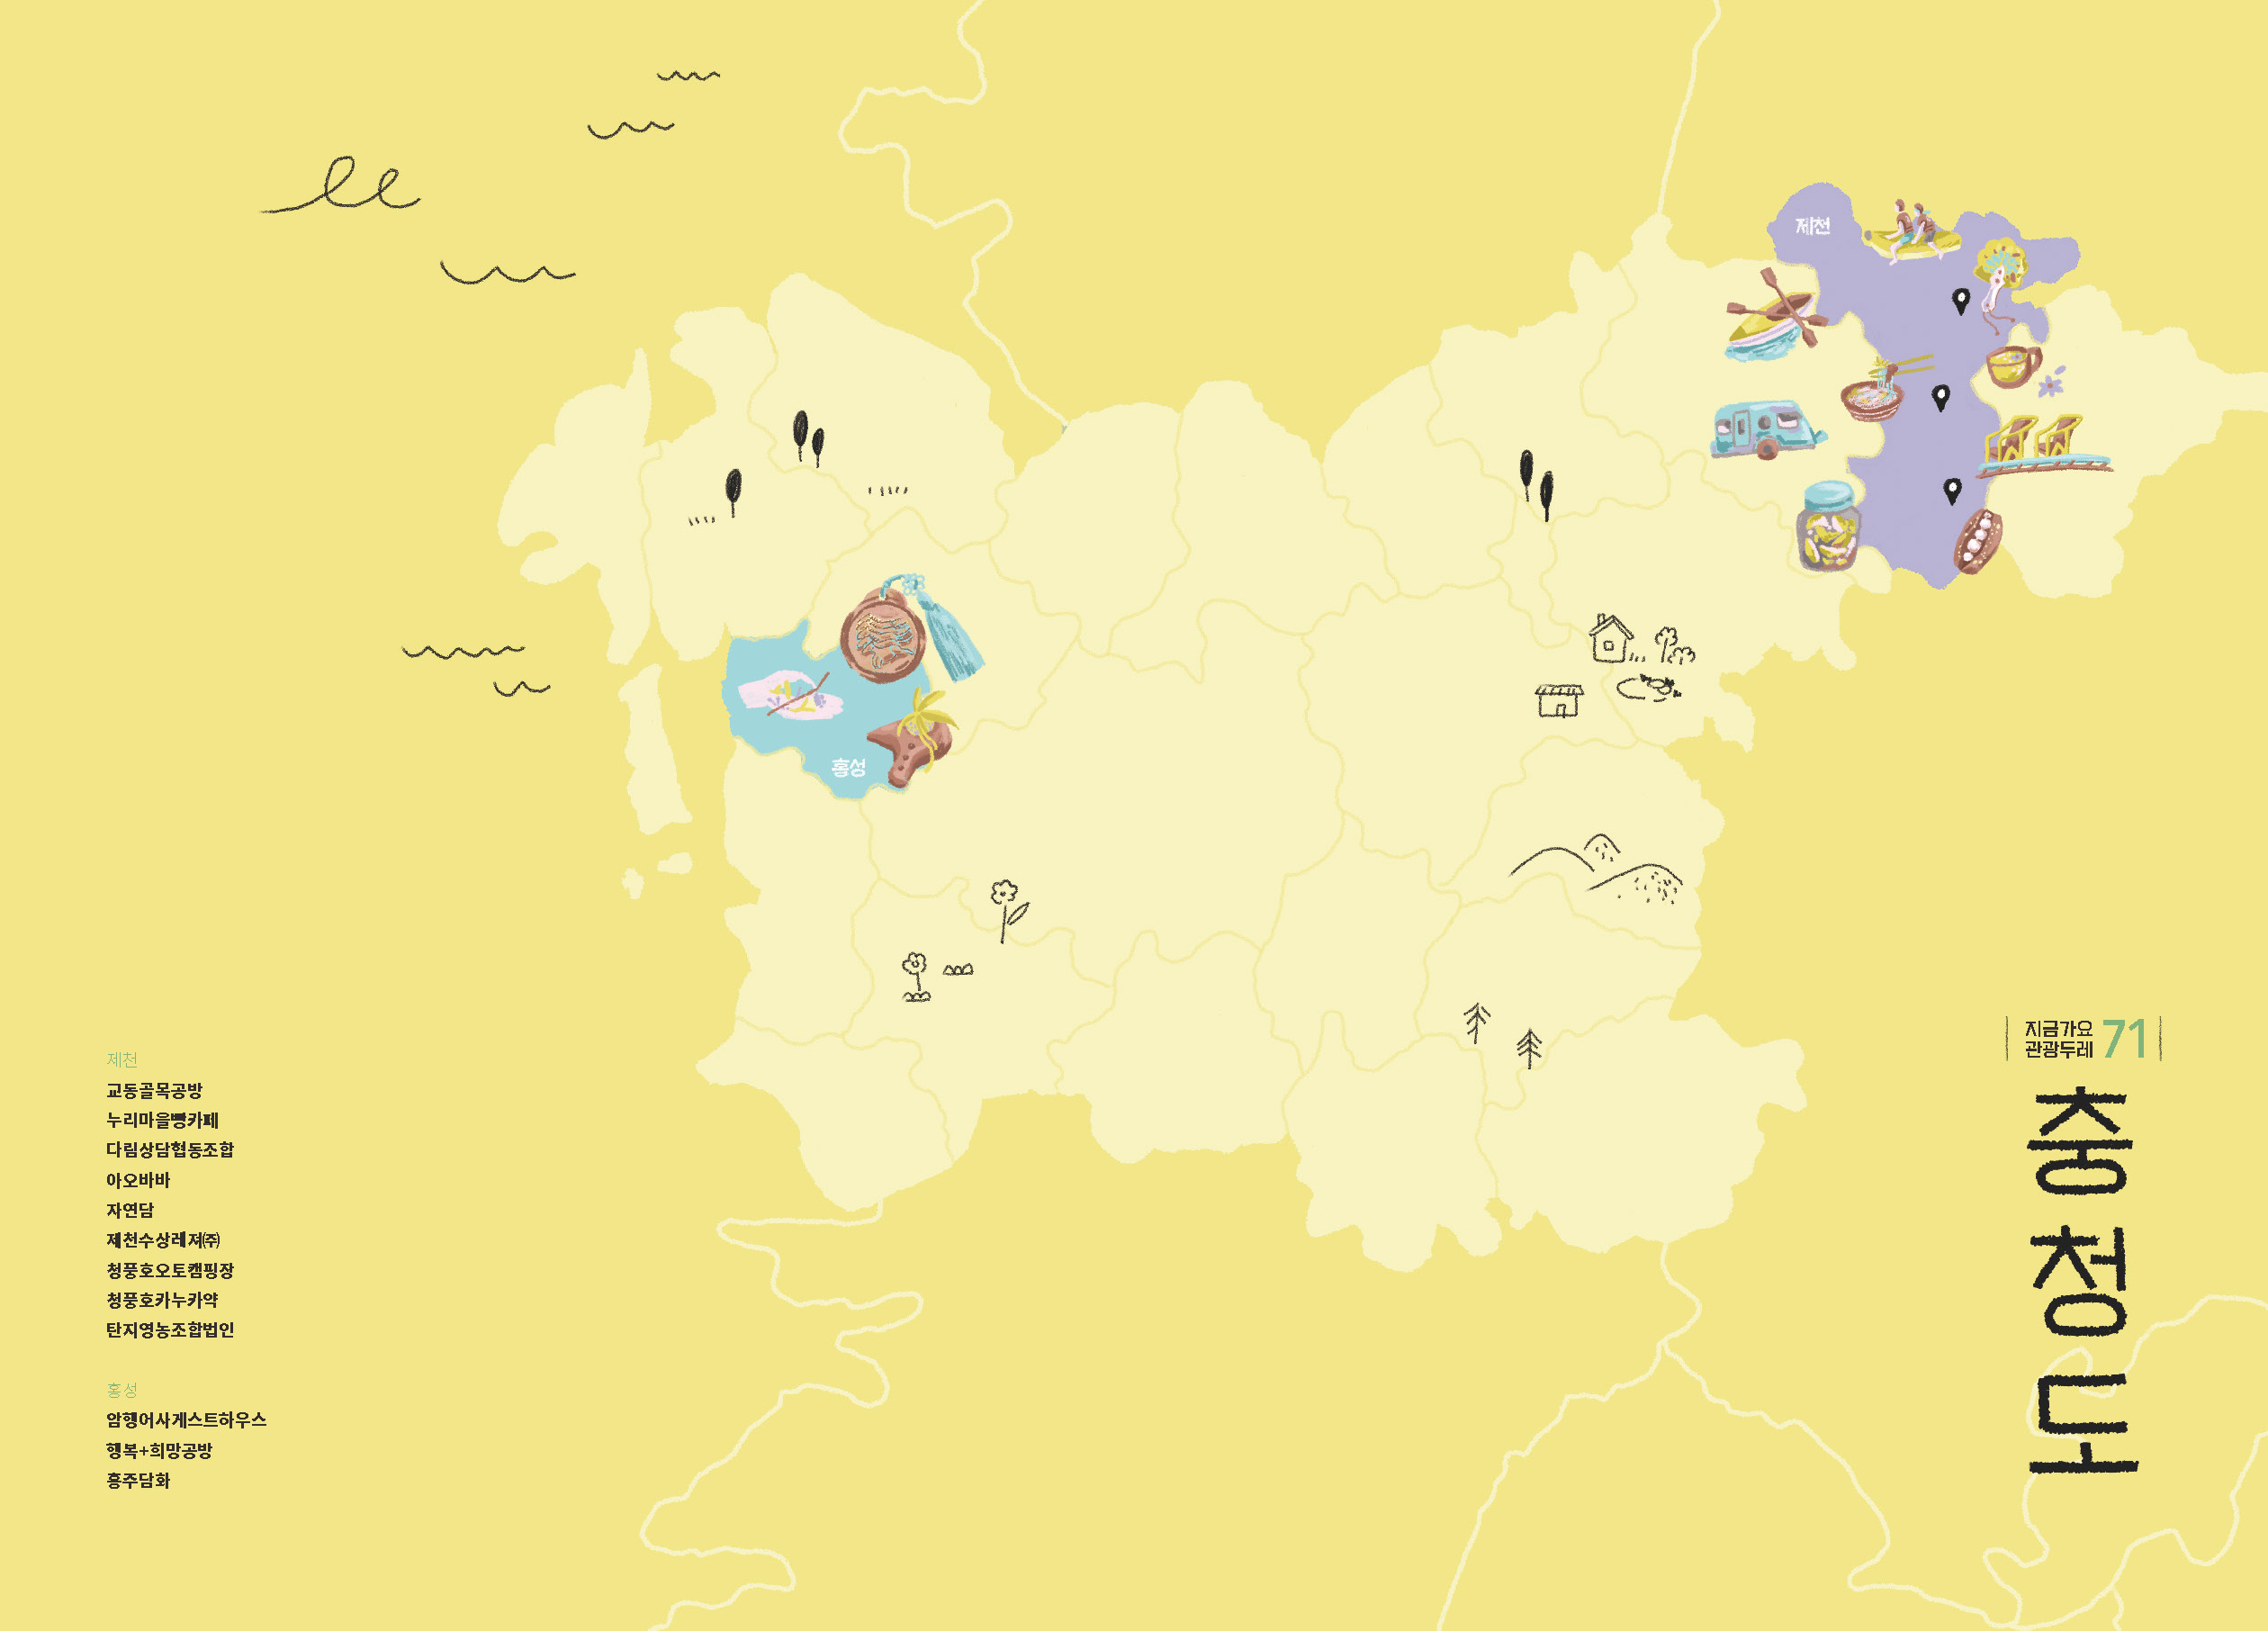 제천
홍성
제천
교동골목공방
누리마을빵카페
다림상담협동조합
아오바바
자연담
제천수상레져㈜
청풍호오토캠핑장
청풍호카누카약
탄지영농조합법인
홍성
암행어사게스트하우스
행복+희망공방
홍주담화
지금가요
관광두레
71
충청도